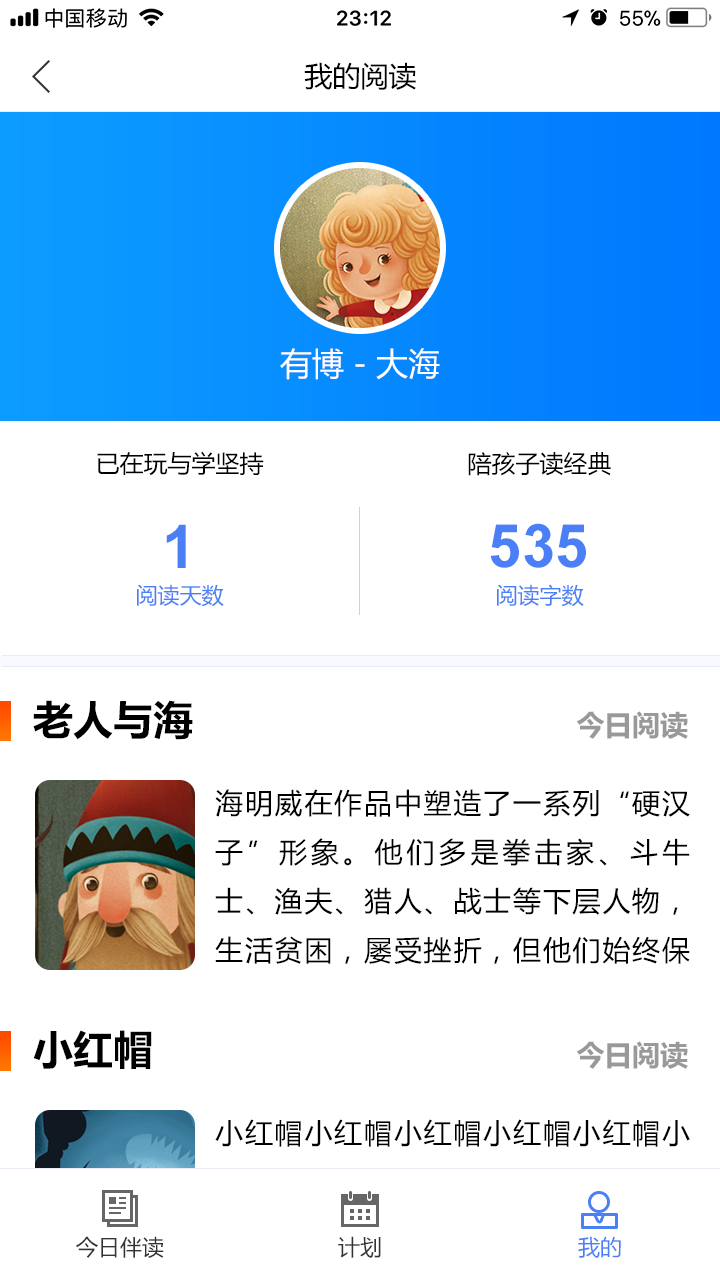 中国移动 23:12 55%
我的阅读
有博 - 大海
已在玩与学坚持 陪孩子读经典
1 535
阅读天数 阅读字数
老人与海 今日阅读
海明威在作品中塑造了一系列“硬汉
子”形象。他们多是拳击家、斗牛
士、渔夫、猎人、战士等下层人物，
生活贫困，屡受挫折，但他们始终保
小红帽 今日阅读
小红帽小红帽小红帽小红帽小红帽小
今日伴读 计划 我的